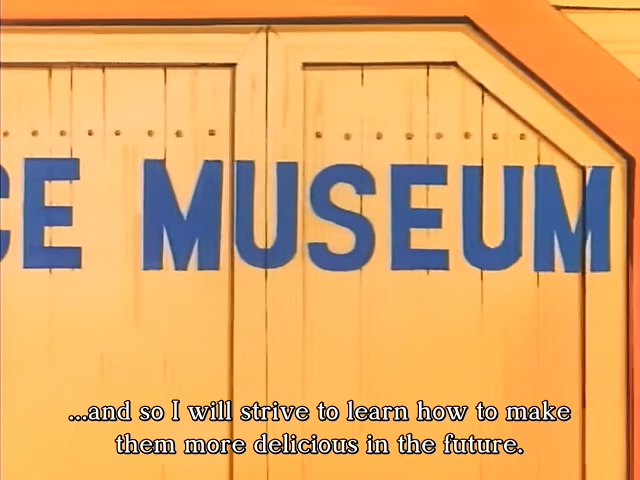 CE MUSEUM
...and so I will strive to learn how to make
them more delicious in the future.